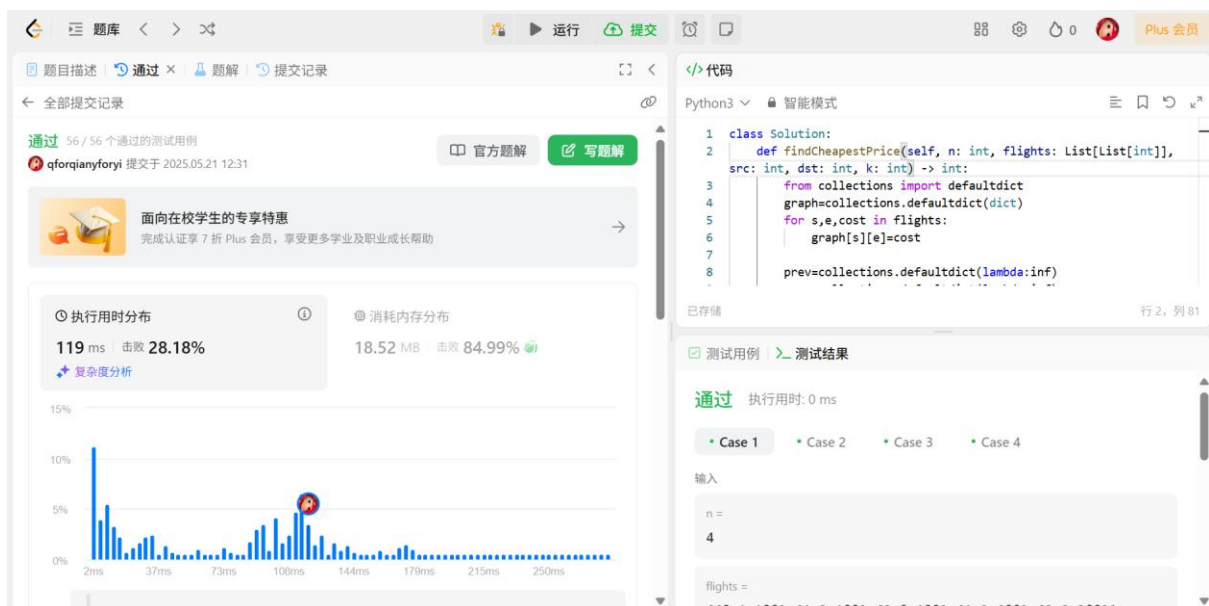 题库 运行 提交 0 Plus 会员
题目描述 通过 × 题解 提交记录
全部提交记录
通过 56 / 56 个通过的测试用例
qforqianyforyi 提交于 2025.05.21 12:31
官方题解 写题解
面向在校学生的专享特惠
完成认证享 7 折 Plus 会员，享受更多学业及职业成长帮助
执行用时分布
119 ms 击败 28.18%
复杂度分析
消耗内存分布
18.52 MB 击败 84.99%
15%
10%
5%
0%
2ms 37ms 73ms 108ms 144ms 179ms 215ms 250ms
</>代码
Python3 智能模式
1 class Solution:
2 def findCheapestPrice(self, n: int, flights: List[List[int]],
src: int, dst: int, k: int) -> int:
3 from collections import defaultdict
4 graph=collections.defaultdict(dict)
5 for s,e,cost in flights:
6 graph[s][e]=cost
7
8 prev=collections.defaultdict(lambda:inf)
已存储 行 2，列 81
测试用例 >_ 测试结果
通过 执行用时: 0 ms
• Case 1 • Case 2 • Case 3 • Case 4
输入
n =
4
flights =